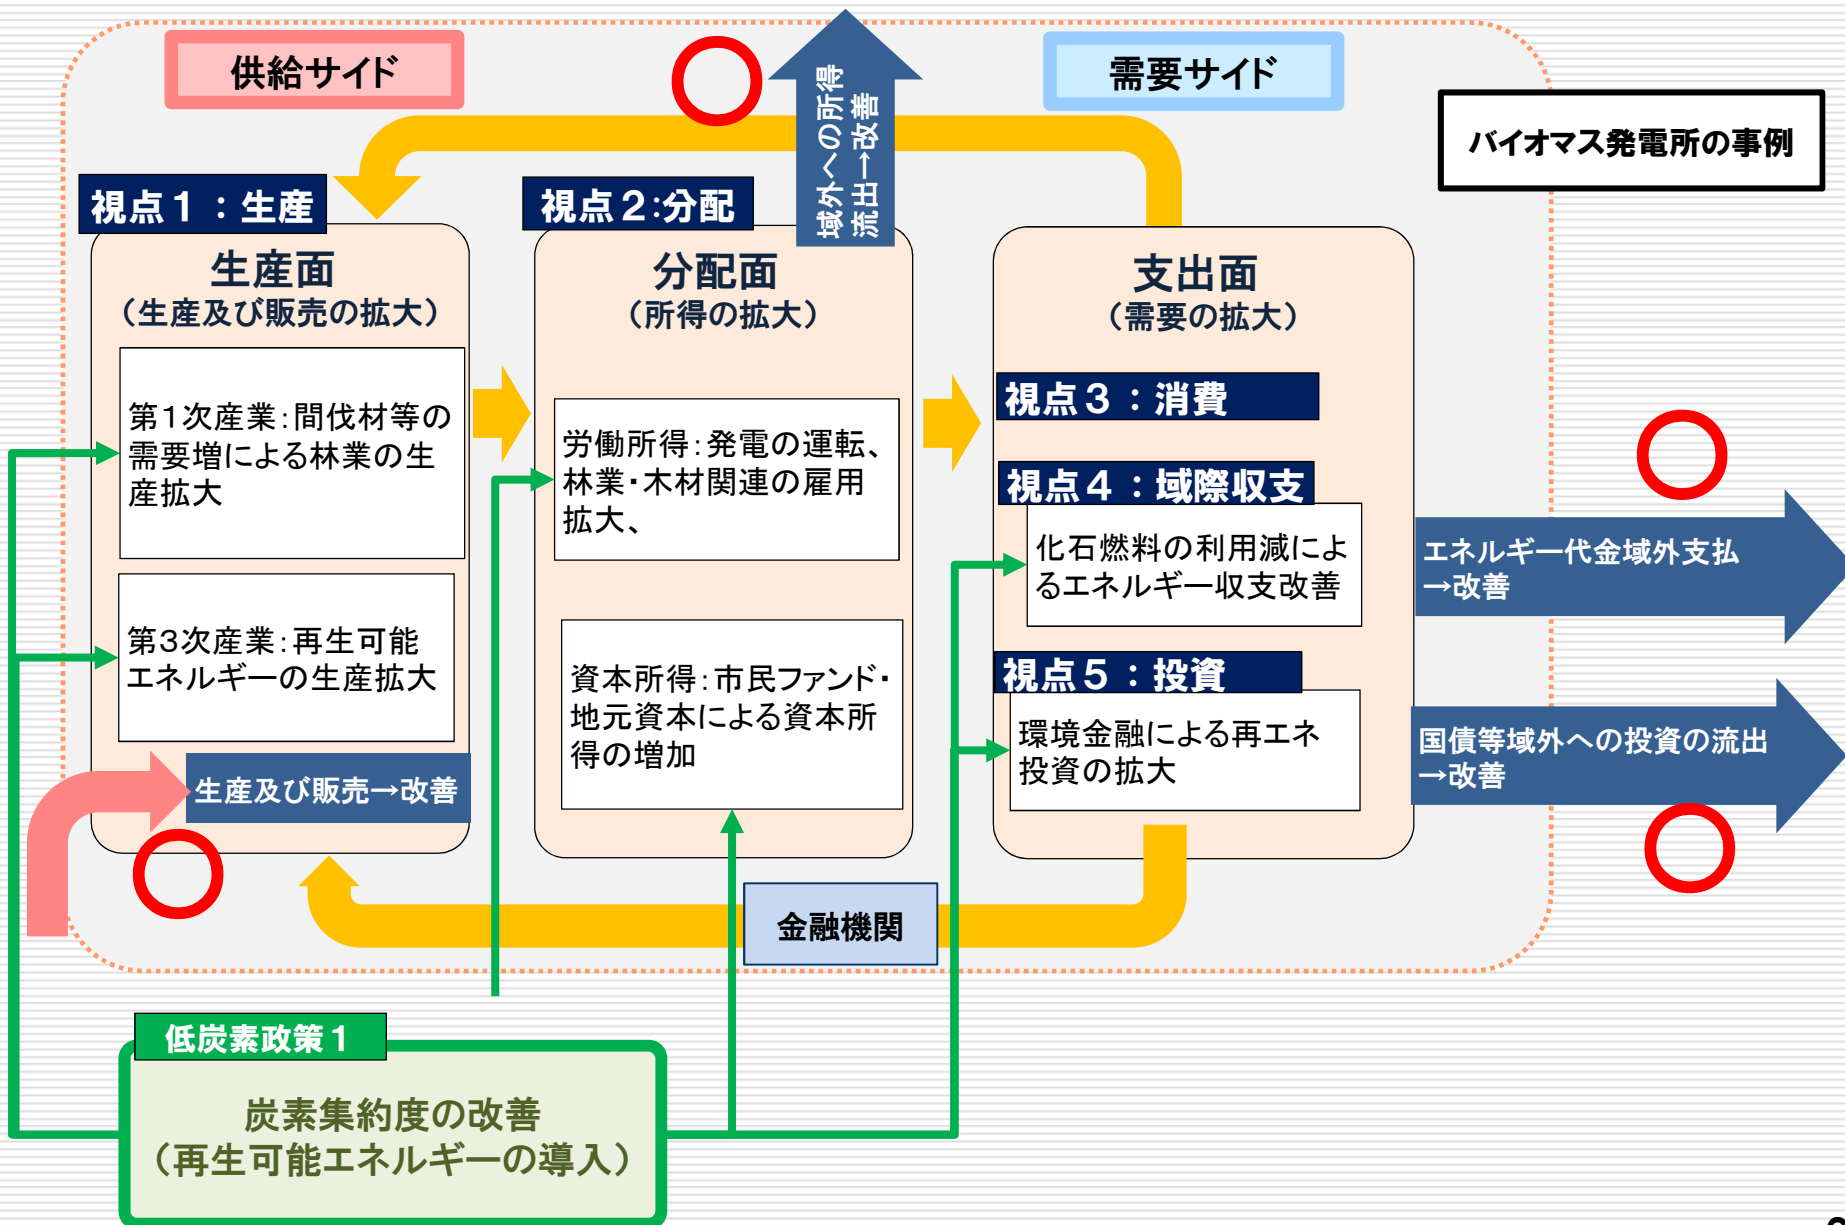 供給サイド
需要サイド
バイオマス発電所の事例
域外への所得
流出→改善
視点１：生産
生産面
（生産及び販売の拡大）
第１次産業：間伐材等の
需要増による林業の生
産拡大
第３次産業：再生可能
エネルギーの生産拡大
生産及び販売→改善
視点２：分配
分配面
（所得の拡大）
労働所得：発電の運転、
林業・木材関連の雇用
拡大、
資本所得：市民ファンド・
地元資本による資本所
得の増加
支出面
（需要の拡大）
視点３：消費
視点４：域際収支
化石燃料の利用減によ
るエネルギー収支改善
視点５：投資
環境金融による再エネ
投資の拡大
エネルギー代金域外支払
→改善
国債等域外への投資の流出
→改善
金融機関
低炭素政策１
炭素集約度の改善
（再生可能エネルギーの導入）